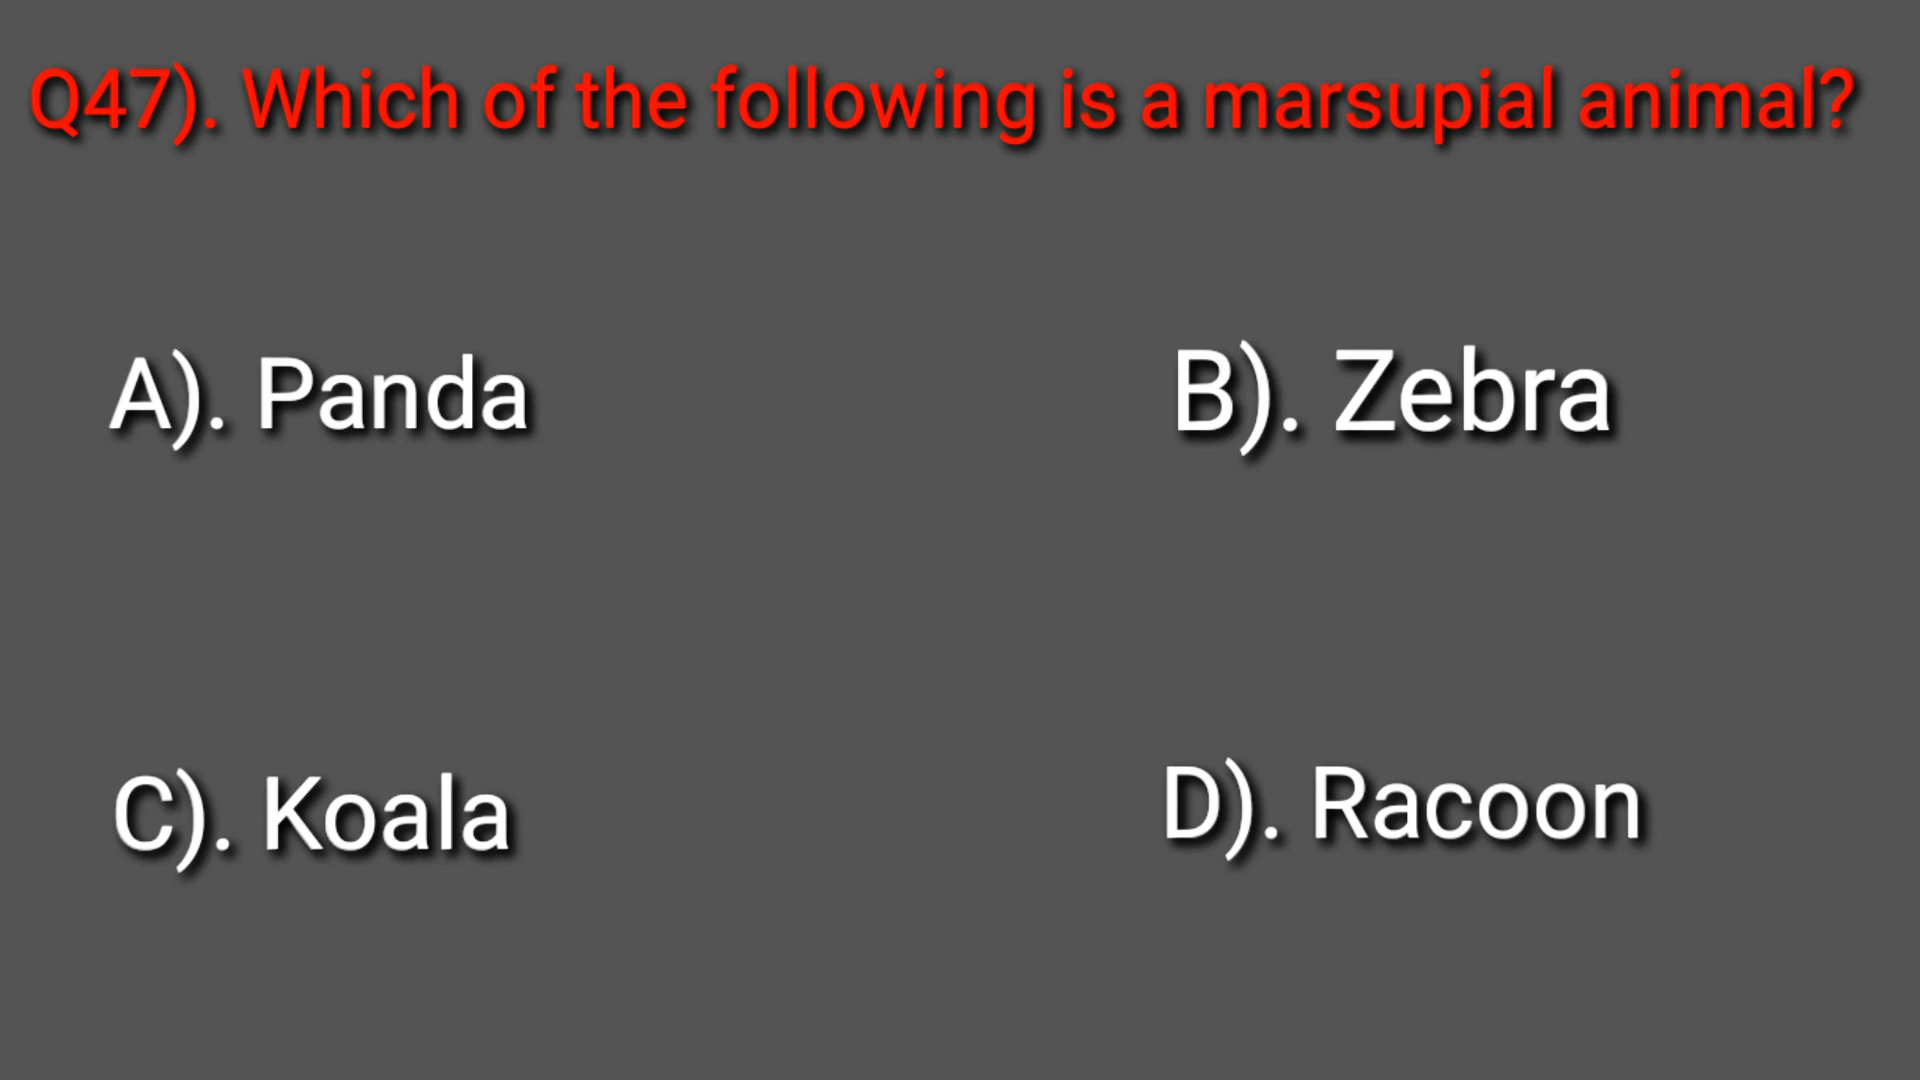 Q47). Which of the following is a marsupial animal?
A). Panda
B). Zebra
C). Koala
D). Racoon